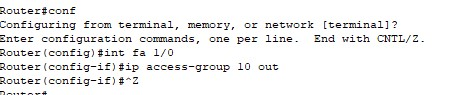 Router#conf
Configuring from terminal, memory, or network [terminal]?
Enter configuration commands, one per line.  End with CNTL/Z.
Router(config)#int fa 1/0
Router(config-if)#ip access-group 10 out
Router(config-if)#^Z
Router#